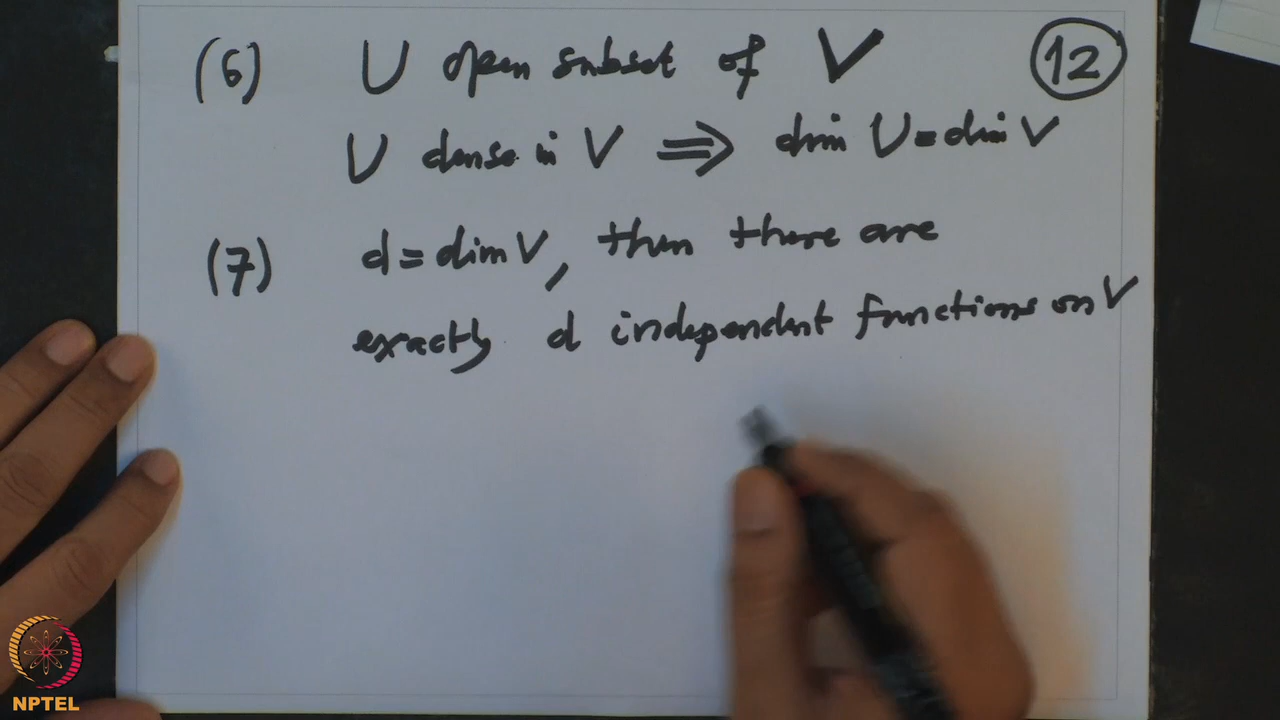 (6) U open subset of V (12)
U dense in V ⟹ dim U = dim V
(7) d = dim V, then there are
exactly d independent functions on V
NPTEL